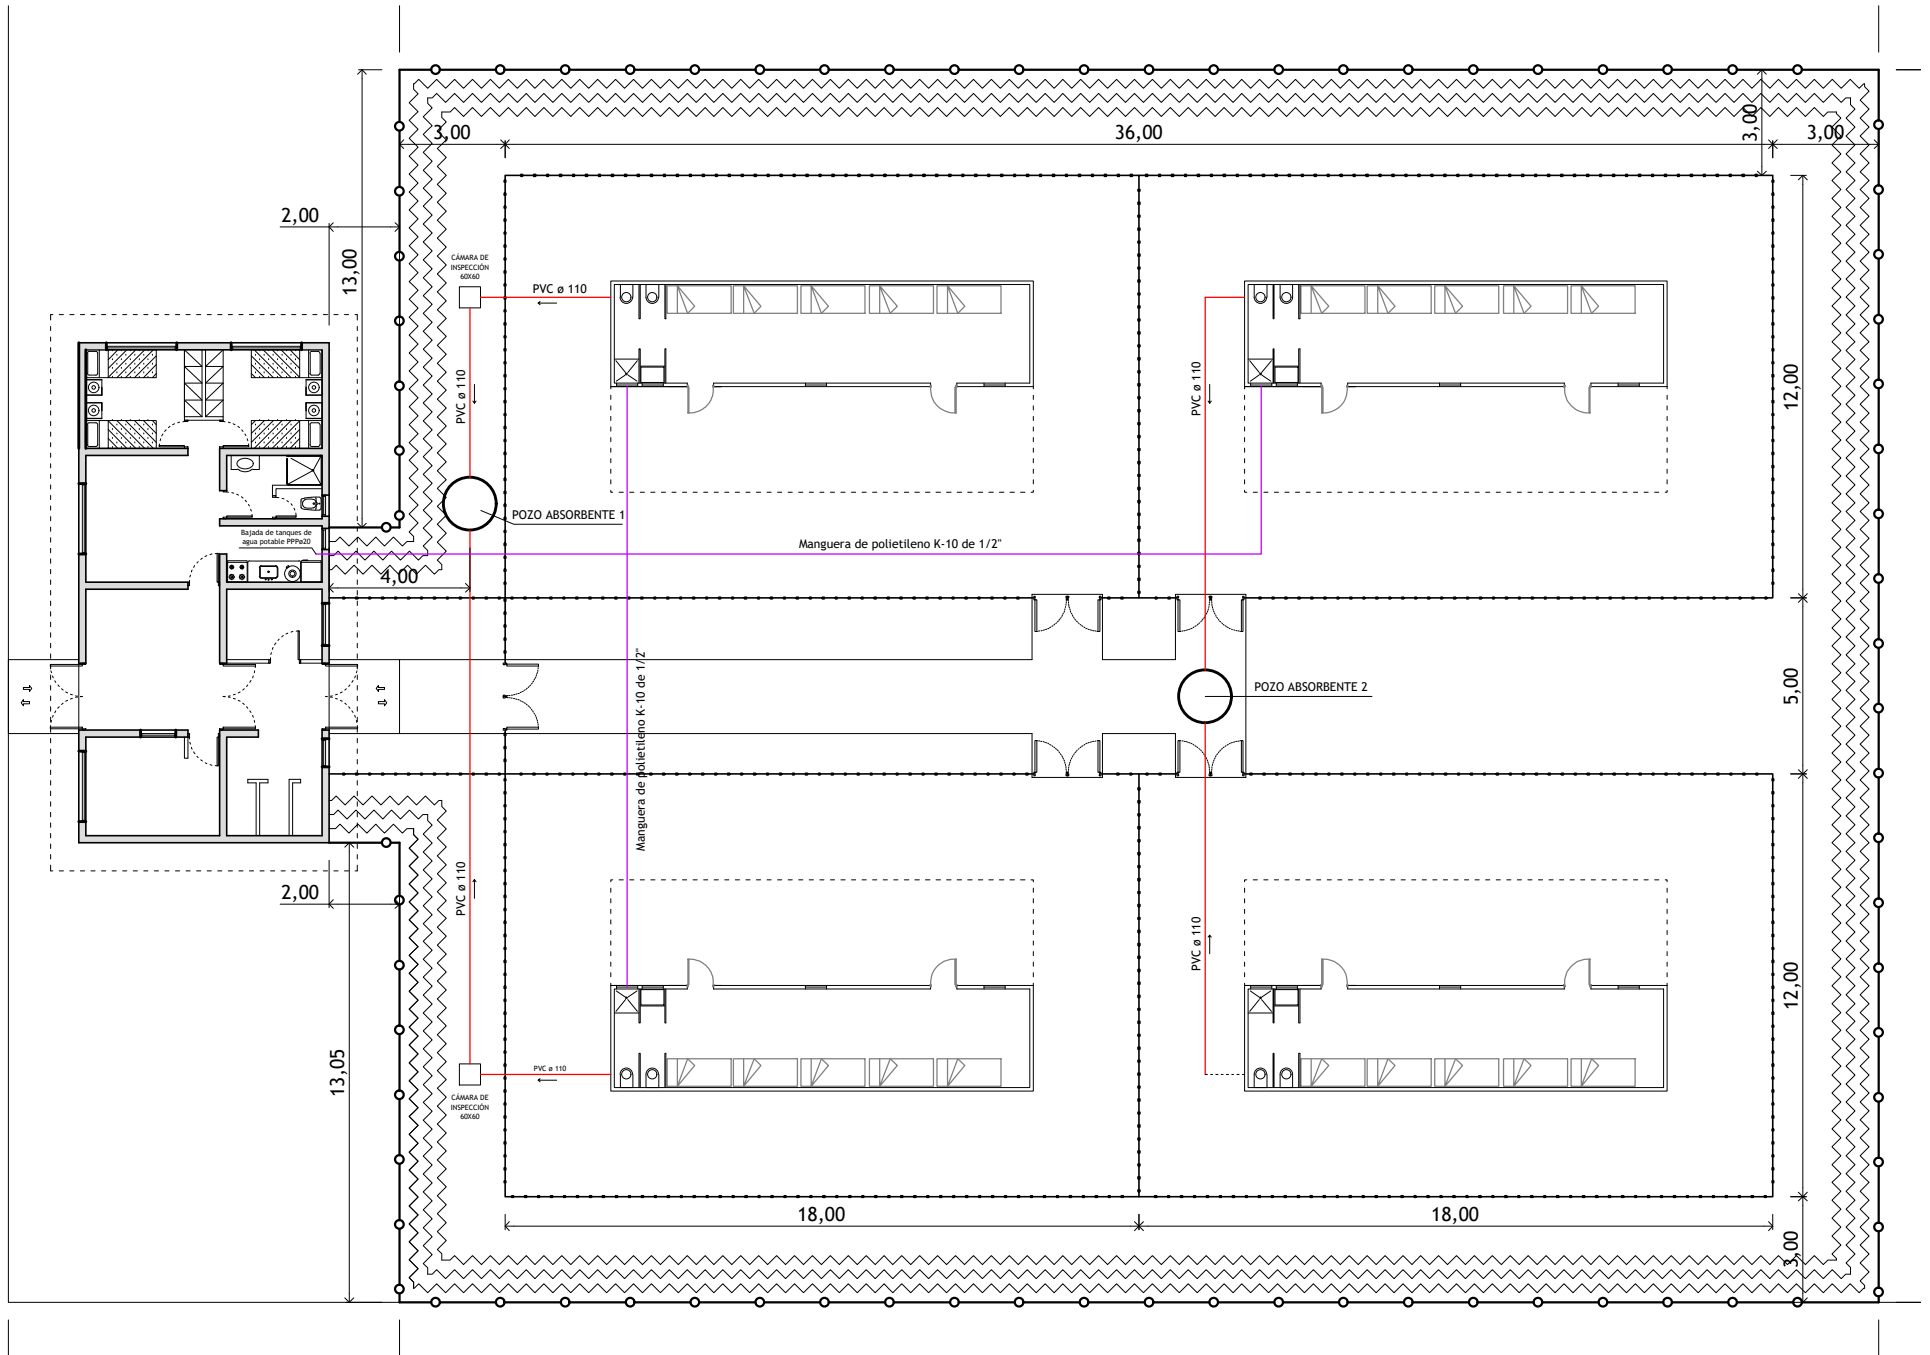 3,00
36,00
3,00
3,00
2,00
13,00
CÁMARA DE
INSPECCIÓN
60X60
PVC ø 110
PVC ø 110
PVC ø 110
12,00
POZO ABSORBENTE 1
Bajada de tanques de
agua potable PPPø20
Manguera de polietileno K-10 de 1/2"
4,00
Manguera de polietileno K-10 de 1/2"
POZO ABSORBENTE 2
5,00
2,00
PVC ø 110
PVC ø 110
12,00
13,05
PVC ø 110
CÁMARA DE
INSPECCIÓN
60X60
18,00
18,00
3,00